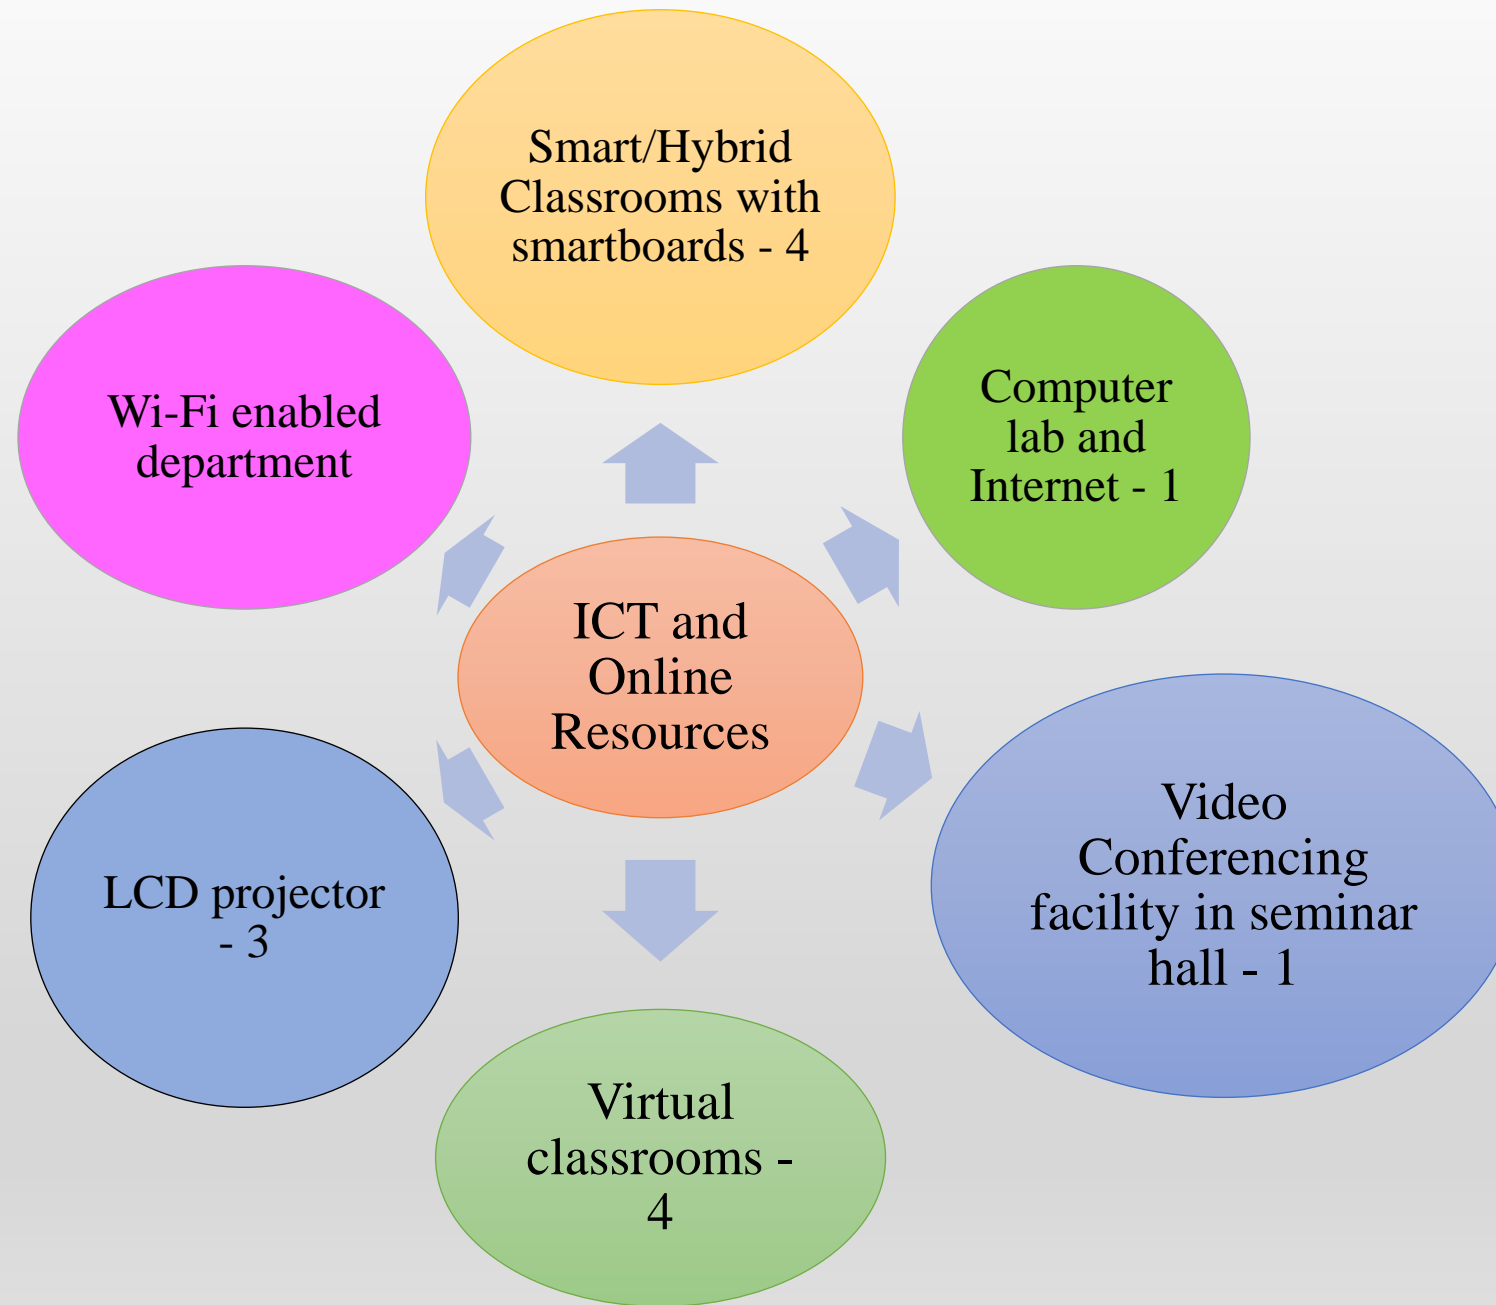 Smart/Hybrid
Classrooms with
smartboards - 4
Wi-Fi enabled
department
Computer
lab and
Internet - 1
ICT and
Online
Resources
Video
Conferencing
facility in seminar
hall - 1
LCD projector
- 3
Virtual
classrooms -
4